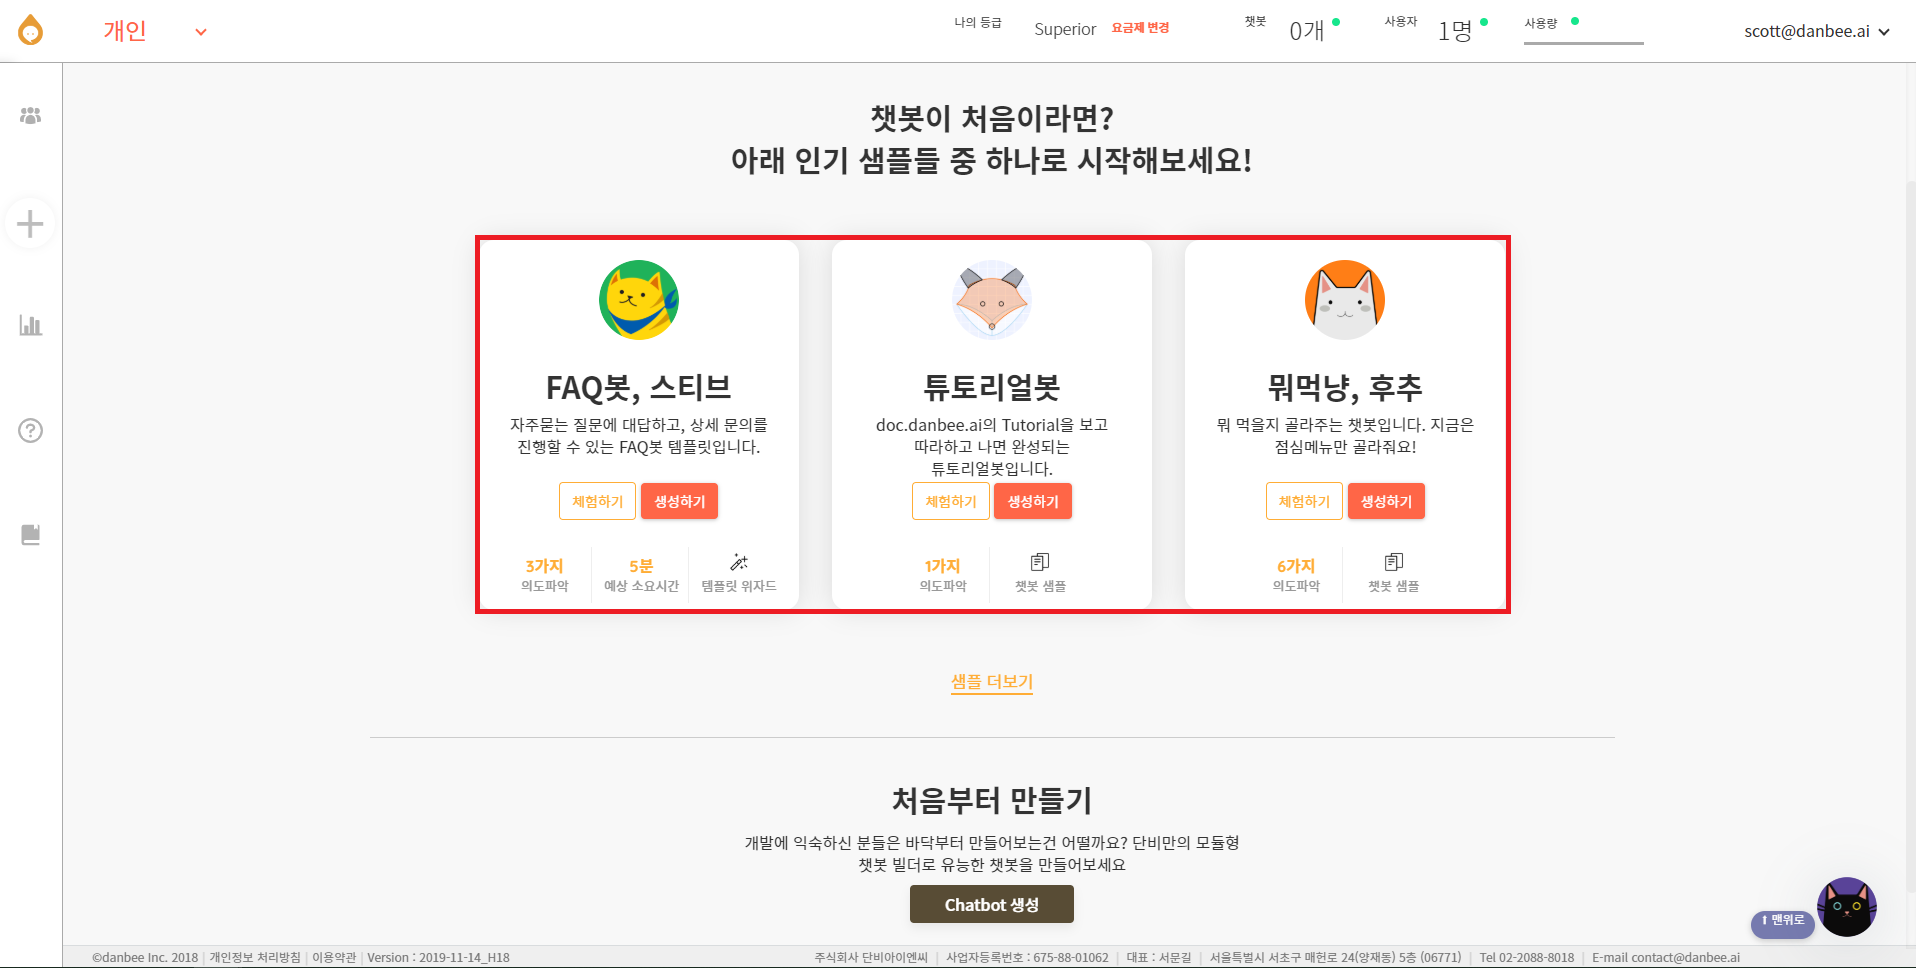 개인
나의 등급
Superior 요금제 변경
챗봇 0개
사용자 1명
사용량
scott@danbee.ai
챗봇이 처음이라면?
아래 인기 샘플들 중 하나로 시작해보세요!
FAQ봇, 스티브
자주묻는 질문에 대답하고, 상세 문의를
진행할 수 있는 FAQ봇 템플릿입니다.
체험하기 생성하기
3가지 5분
의도파악 예상 소요시간 템플릿 위자드
튜토리얼봇
doc.danbee.ai의 Tutorial을 보고
따라하고 나면 완성되는
튜토리얼봇입니다.
체험하기 생성하기
1가지
의도파악 챗봇 샘플
뭐먹냥, 후추
뭐 먹을지 골라주는 챗봇입니다. 지금은
점심메뉴만 골라줘요!
체험하기 생성하기
6가지
의도파악 챗봇 샘플
샘플 더보기
처음부터 만들기
개발에 익숙하신 분들은 바닥부터 만들어보는건 어떨까요? 단비만의 모듈형
챗봇 빌더로 유능한 챗봇을 만들어보세요
Chatbot 생성
⬆ 맨위로
©danbee Inc. 2018 | 개인정보 처리방침 | 이용약관 | Version : 2019-11-14_H18 주식회사 단비아이엔씨 | 사업자등록번호 : 675-88-01062 | 대표 : 서문길 | 서울특별시 서초구 매헌로 24(양재동) 5층 (06771) | Tel 02-2088-8018 | E-mail contact@danbee.ai